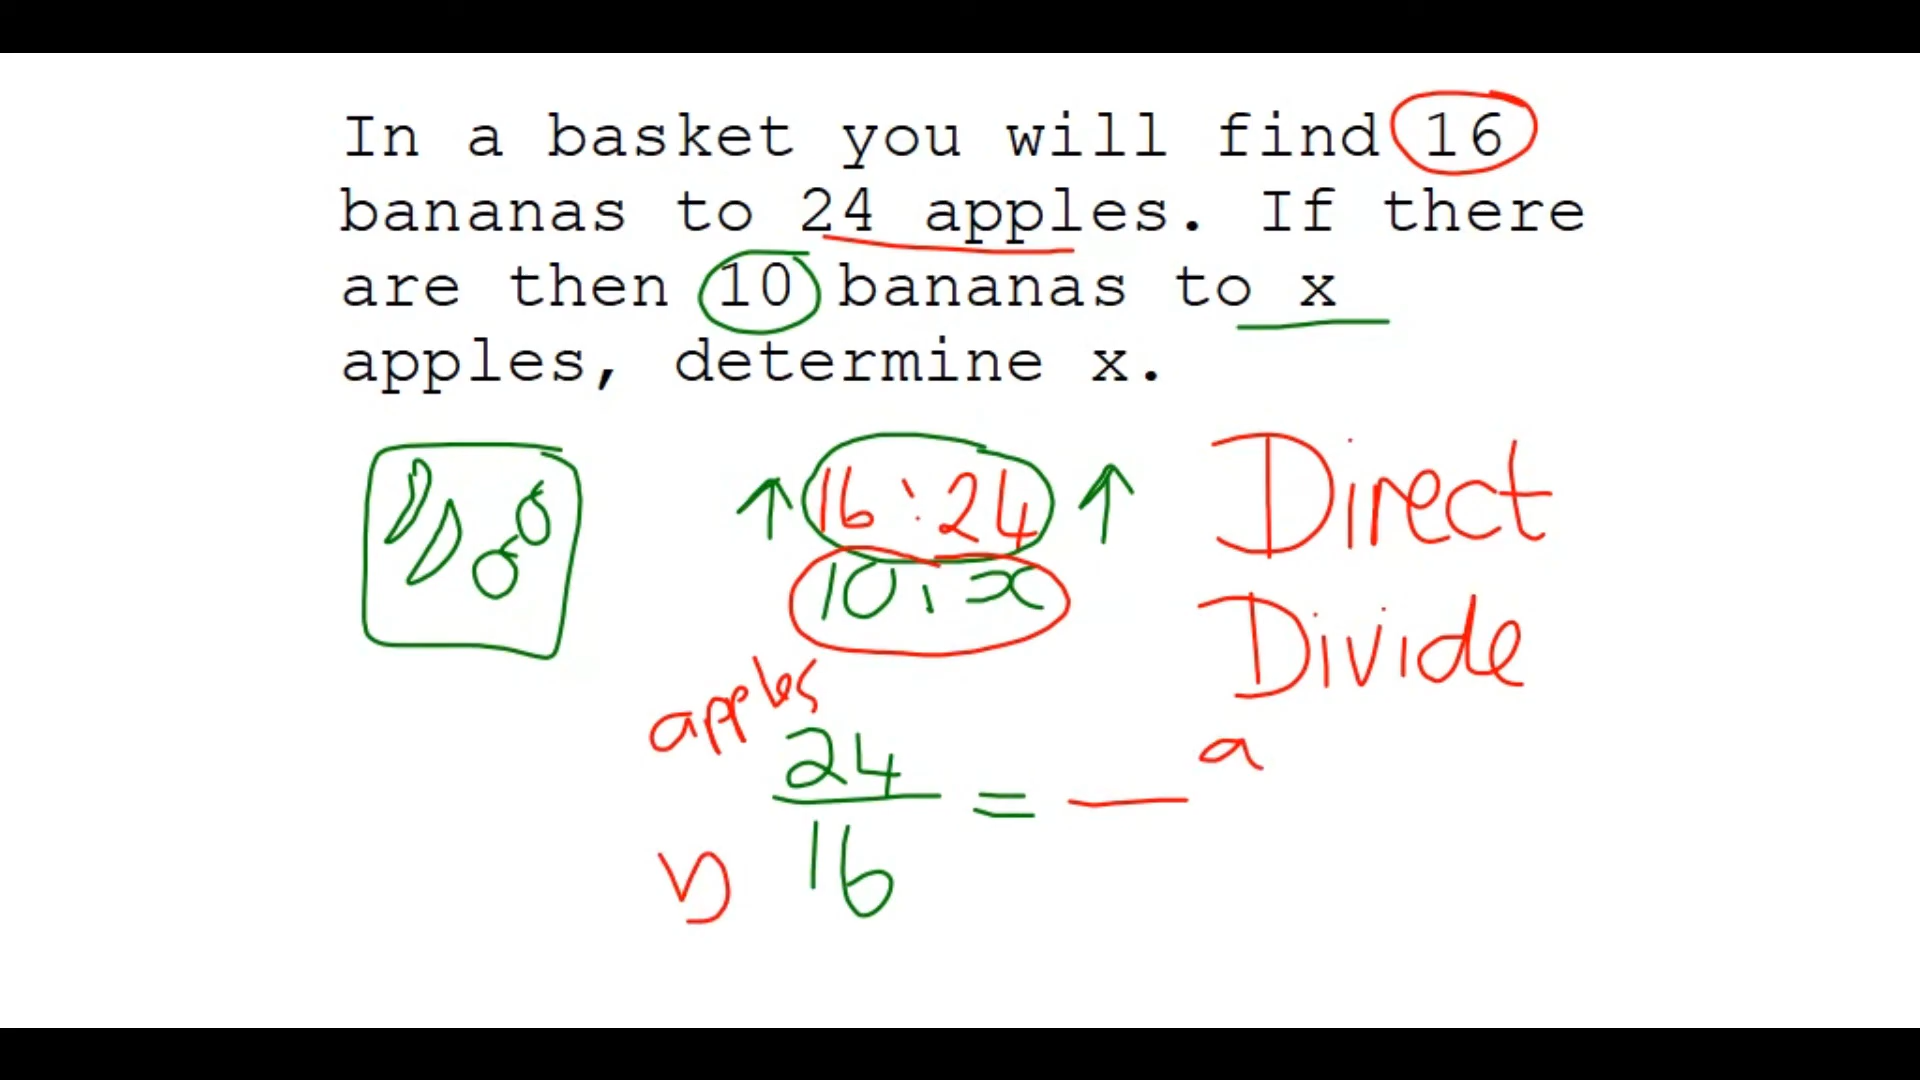 In a basket you will find 16
bananas to 24 apples. If there
are then 10 bananas to x
apples, determine x.
16:24
10:x
Direct
Divide
apples
24
=
a
b
16